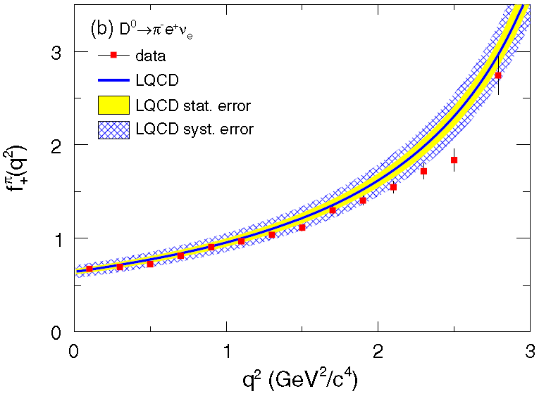 (b) D⁰→π⁻e⁺νₑ
data
LQCD
LQCD stat. error
LQCD syst. error
f₊^π(q²)
3
2
1
0
0 1 2 3
q² (GeV²/c⁴)